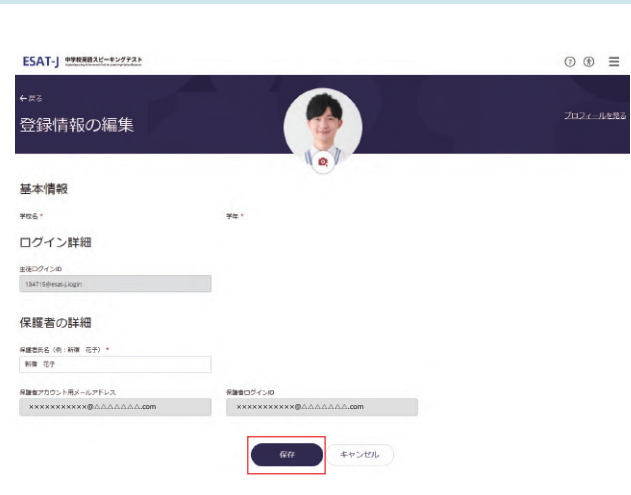 ESAT-J 中学校英語スピーキングテスト
←戻る
登録情報の編集
プロフィールを見る
基本情報
学校名 *
学年 *
ログイン詳細
生徒ログインID
134715@esat-j.login
保護者の詳細
保護者氏名（例：新宿　花子） *
新宿　花子
保護者アカウント用メールアドレス
保護者ログインID
×××××××××××@△△△△△△△.com
×××××××××××@△△△△△△△.com
保存
キャンセル